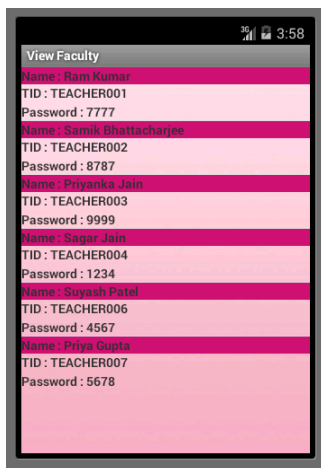 3G 3:58
View Faculty
Name : Ram Kumar
TID : TEACHER001
Password : 7777
Name : Samik Bhattacharjee
TID : TEACHER002
Password : 8787
Name : Priyanka Jain
TID : TEACHER003
Password : 9999
Name : Sagar Jain
TID : TEACHER004
Password : 1234
Name : Suyash Patel
TID : TEACHER006
Password : 4567
Name : Priya Gupta
TID : TEACHER007
Password : 5678